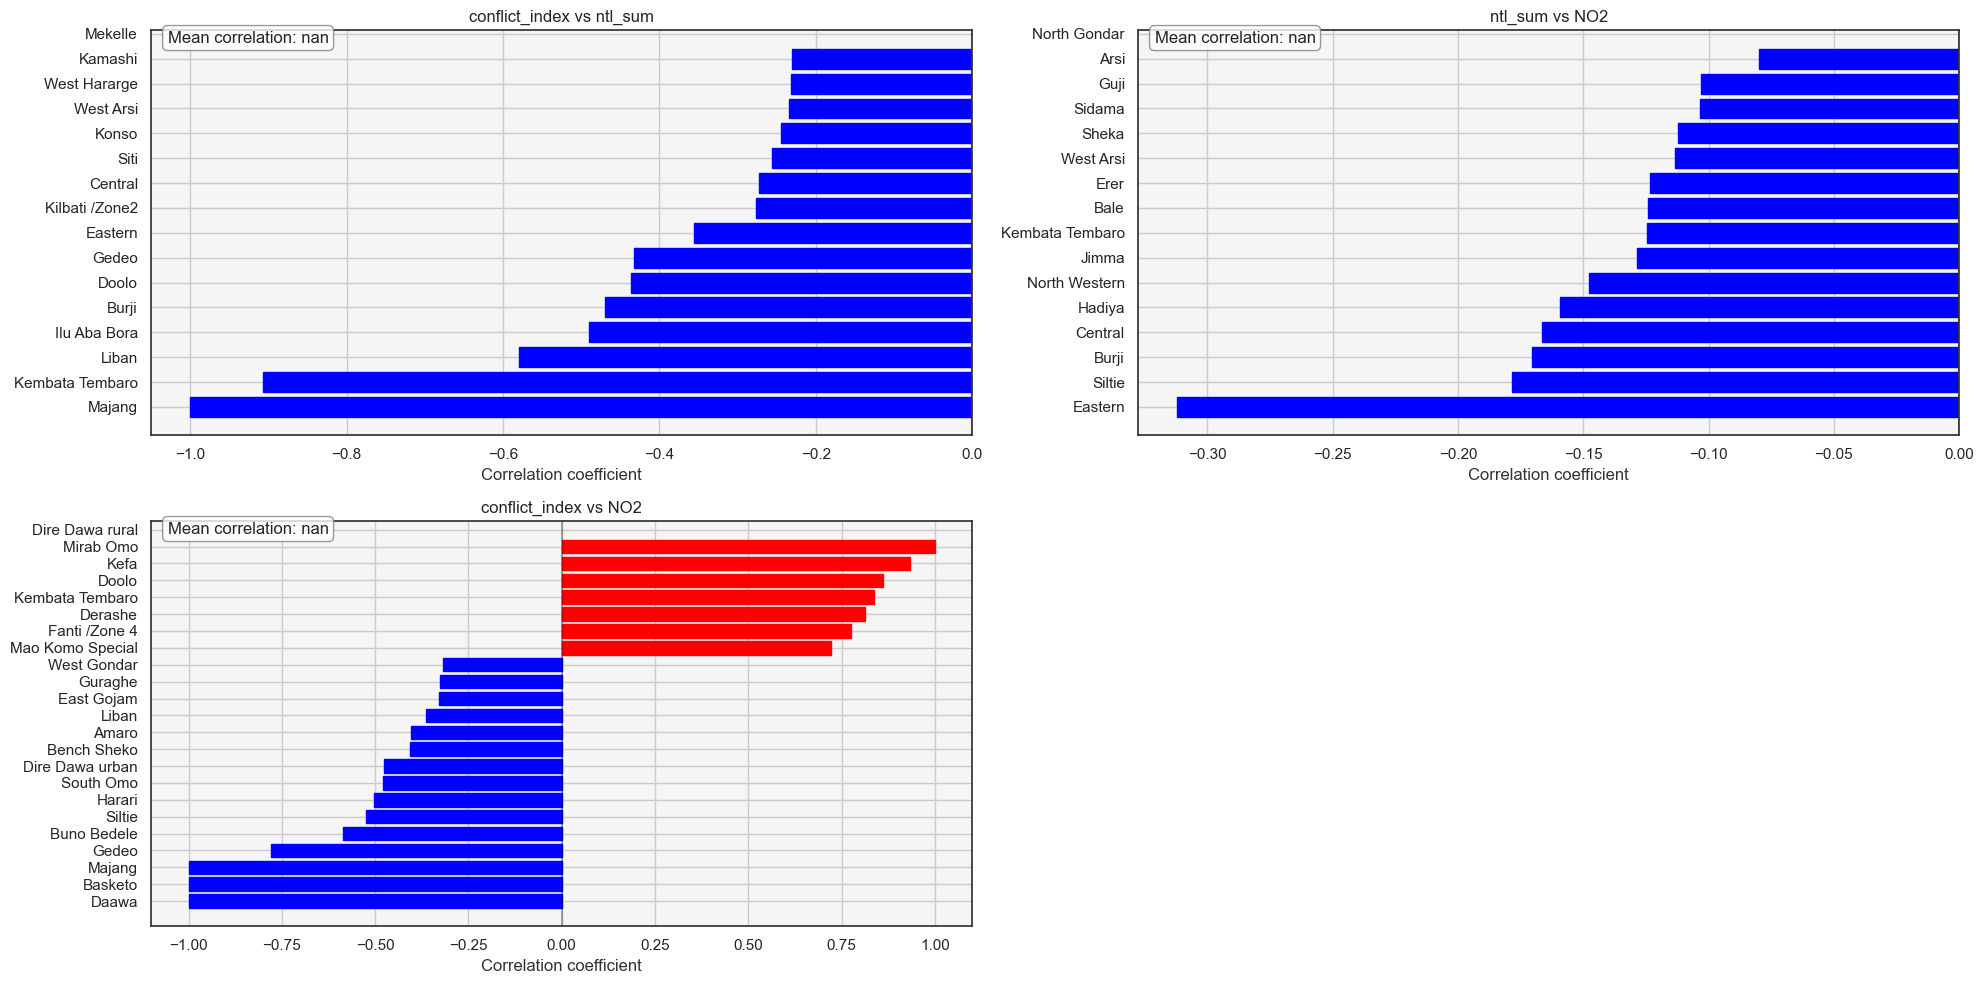 conflict_index vs ntl_sum
Mean correlation: nan
Mekelle
Kamashi
West Hararge
West Arsi
Konso
Siti
Central
Kilbati /Zone2
Eastern
Gedeo
Doolo
Burji
Ilu Aba Bora
Liban
Kembata Tembaro
Majang
−1.0 −0.8 −0.6 −0.4 −0.2 0.0
Correlation coefficient
ntl_sum vs NO2
Mean correlation: nan
North Gondar
Arsi
Guji
Sidama
Sheka
West Arsi
Erer
Bale
Kembata Tembaro
Jimma
North Western
Hadiya
Central
Burji
Siltie
Eastern
−0.30 −0.25 −0.20 −0.15 −0.10 −0.05 0.00
Correlation coefficient
conflict_index vs NO2
Mean correlation: nan
Dire Dawa rural
Mirab Omo
Kefa
Doolo
Kembata Tembaro
Derashe
Fanti /Zone 4
Mao Komo Special
West Gondar
Guraghe
East Gojam
Liban
Amaro
Bench Sheko
Dire Dawa urban
South Omo
Harari
Siltie
Buno Bedele
Gedeo
Majang
Basketo
Daawa
−1.00 −0.75 −0.50 −0.25 0.00 0.25 0.50 0.75 1.00
Correlation coefficient